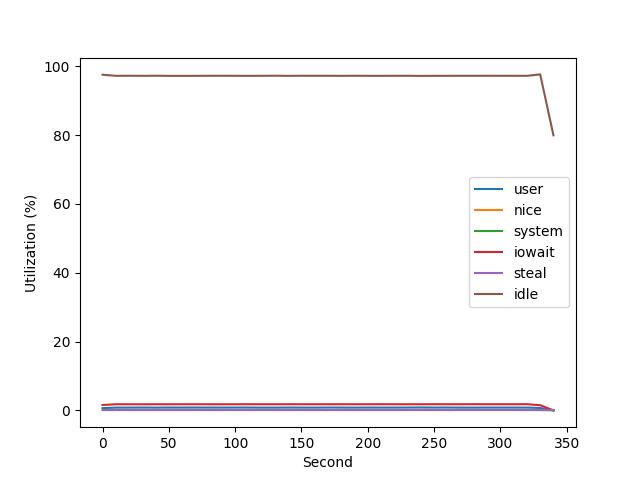 100
80
60
40
20
0
Utilization (%)
user
nice
system
iowait
steal
idle
0 50 100 150 200 250 300 350
Second